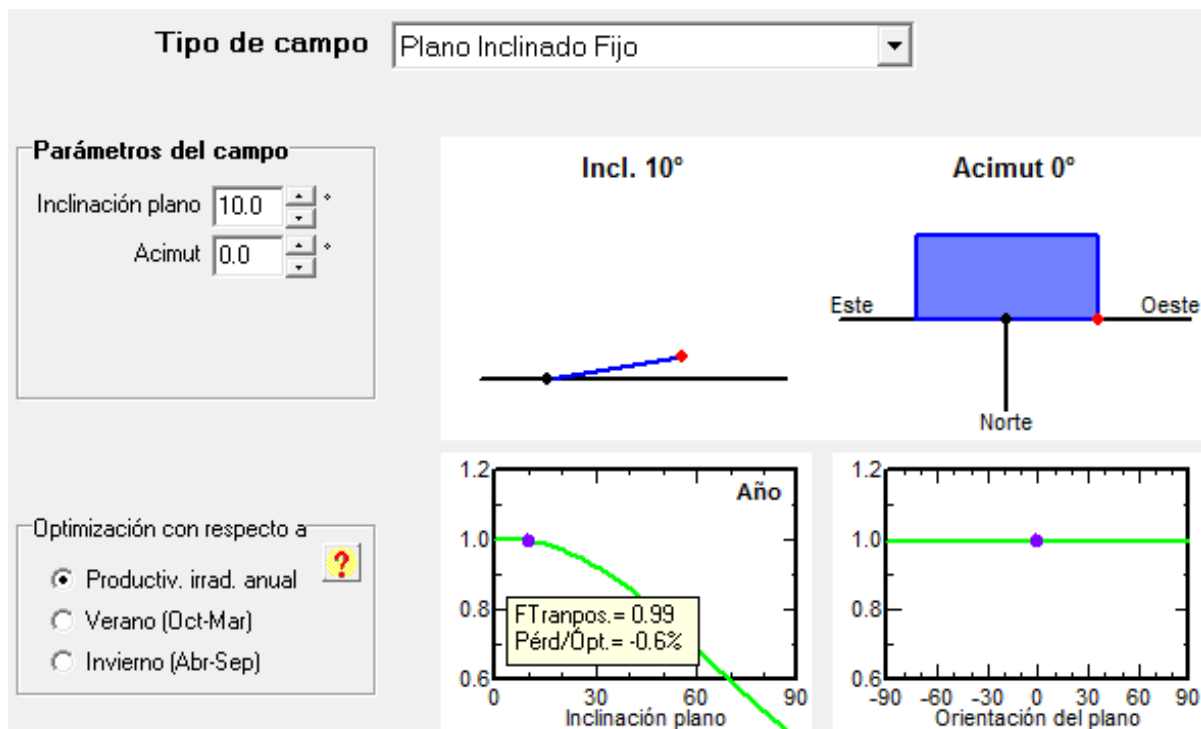 Tipo de campo Plano Inclinado Fijo
Parámetros del campo
Inclinación plano 10.0 °
Acimut 0.0 °
Incl. 10° Acimut 0°
Este Oeste
Norte
Optimización con respecto a
?
Productiv. irrad. anual
Verano (Oct-Mar)
Invierno (Abr-Sep)
Año
1.2
1.0
0.8
0.6
FTranpos.= 0.99
Pérd/Ópt.= -0.6%
0 30 60 90
Inclinación plano
1.2
1.0
0.8
0.6
-90 -60 -30 0 30 60 90
Orientación del plano